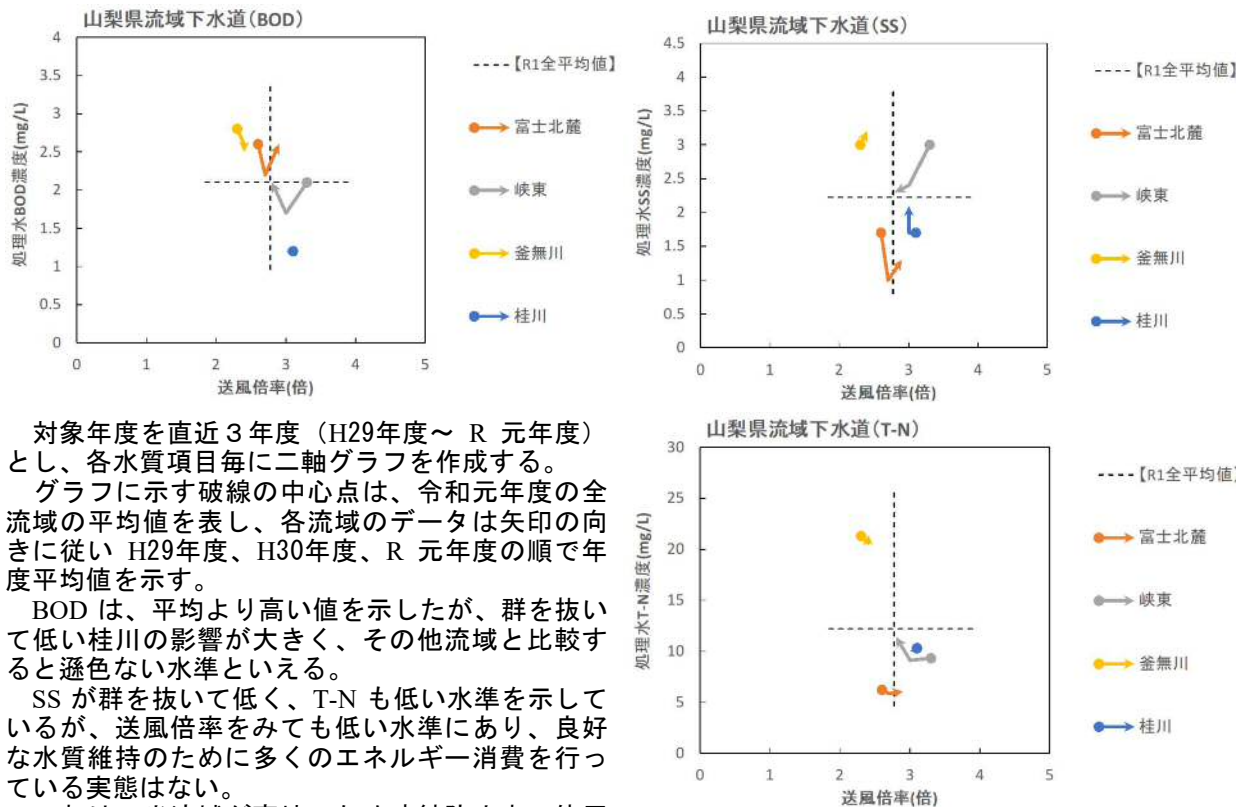 山梨県流域下水道(BOD)
4
3.5
3
2.5
2
1.5
1
0.5
0
処理水BOD濃度(mg/L)
0 1 2 3 4 5
送風倍率(倍)
【R1全平均値】
富士北麓
峡東
釜無川
桂川
山梨県流域下水道(SS)
4.5
4
3.5
3
2.5
2
1.5
1
0.5
0
処理水SS濃度(mg/L)
0 1 2 3 4 5
送風倍率(倍)
【R1全平均値】
富士北麓
峡東
釜無川
桂川
対象年度を直近3年度(H29年度~ R 元年度)
とし、各水質項目毎に二軸グラフを作成する。
グラフに示す破線の中心点は、令和元年度の全
流域の平均値を表し、各流域のデータは矢印の向
きに従い H29年度、H30年度、R 元年度の順で年
度平均値を示す。
BOD は、平均より高い値を示したが、群を抜い
て低い桂川の影響が大きく、その他流域と比較す
ると遜色ない水準といえる。
SS が群を抜いて低く、T-N も低い水準を示して
いるが、送風倍率をみても低い水準にあり、良好
な水質維持のために多くのエネルギー消費を行っ
ている実態はない。
山梨県流域下水道(T-N)
30
25
20
15
10
5
0
処理水T-N濃度(mg/L)
0 1 2 3 4 5
送風倍率(倍)
【R1全平均値】
富士北麓
峡東
釜無川
桂川